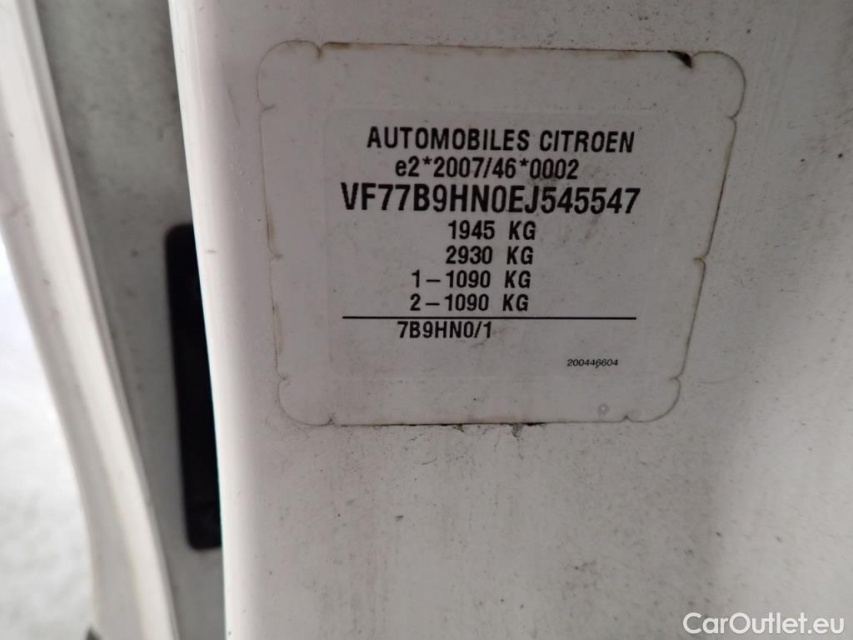 AUTOMOBILES CITROEN
e2*2007/46*0002
VF77B9HN0EJ545547
1945 KG
2930 KG
1-1090 KG
2-1090 KG
7B9HN0/1
200446604
CarOutlet.eu